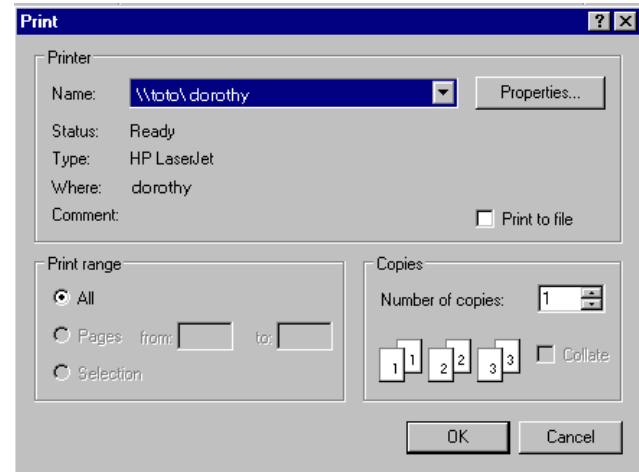 Print
Printer
Name: \\toto\ dorothy Properties...
Status: Ready
Type: HP LaserJet
Where: dorothy
Comment: Print to file
Print range
All
Pages from: to:
Selection
Copies
Number of copies: 1
1 1 2 2 3 3 Collate
OK Cancel